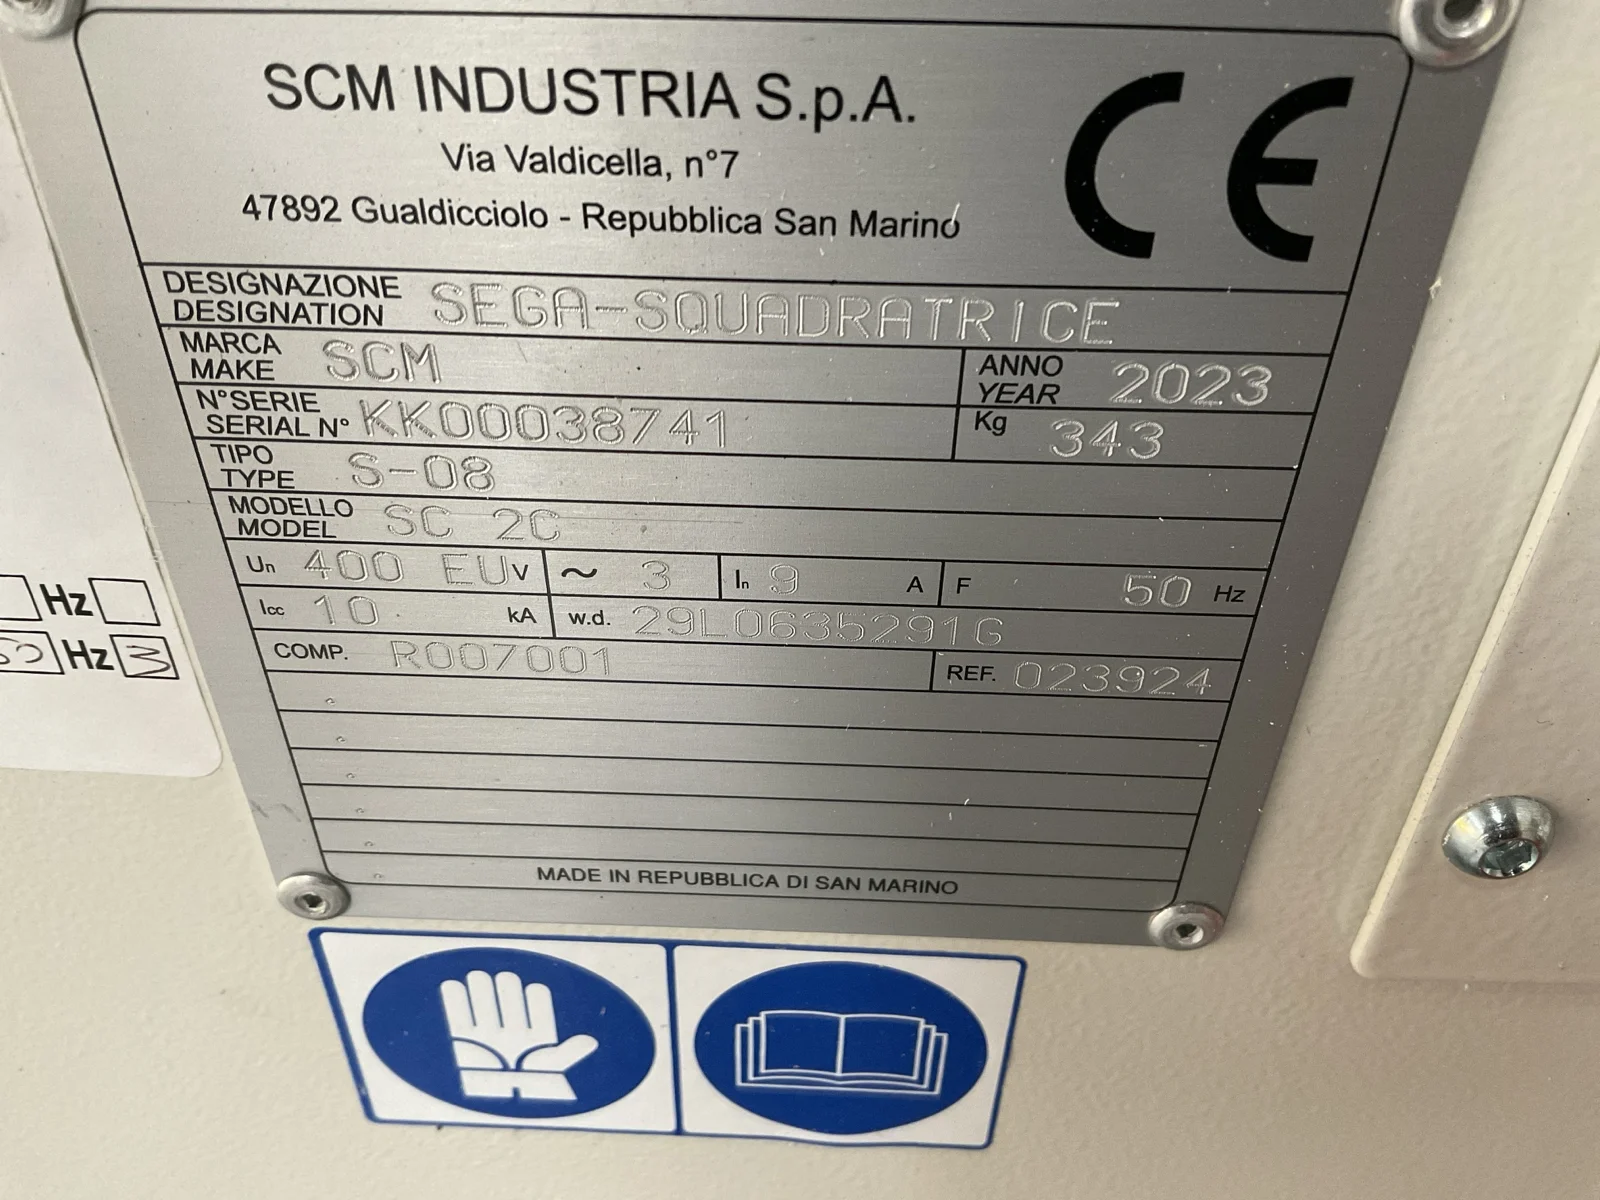 SCM INDUSTRIA S.p.A.
Via Valdicella, n°7
47892 Gualdicciolo - Repubblica San Marino
CE
DESIGNAZIONE
DESIGNATION SEGA-SQUADRATRICE
MARCA
MAKE SCM
ANNO
YEAR 2023
N°SERIE
SERIAL N° KK00038741
Kg 343
TIPO
TYPE S-08
MODELLO
MODEL SC 2C
Un 400 EU V ~ 3 In 9 A F 50 Hz
Icc 10 kA w.d. 29L0635291G
COMP. R007001 REF. 023924
MADE IN REPUBBLICA DI SAN MARINO
Hz
Hz 3